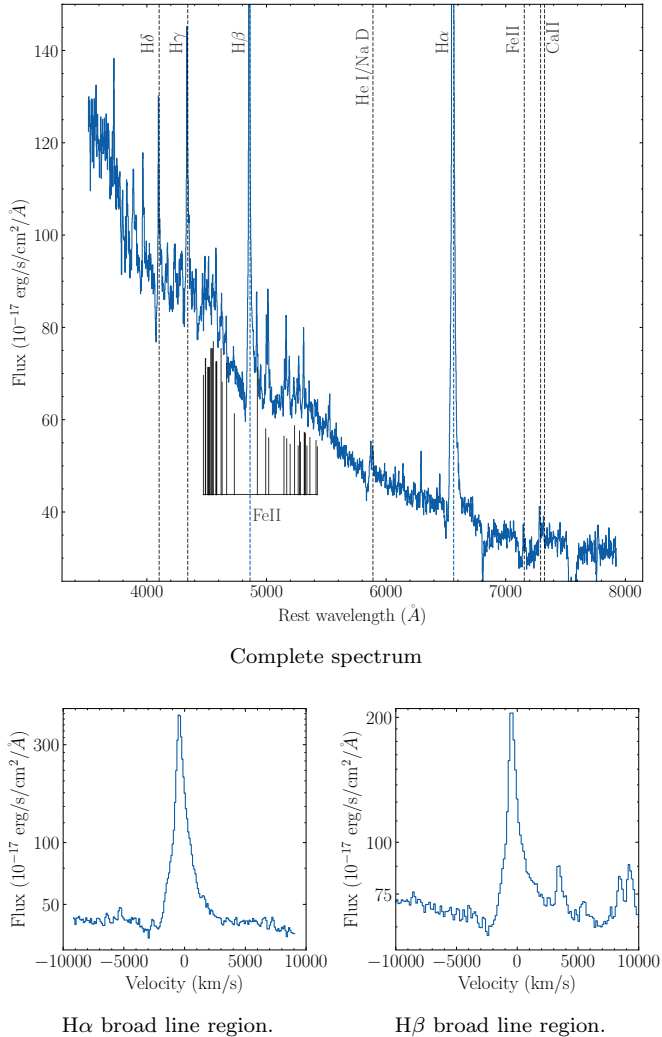 Hδ
Hγ
Hβ
He I/Na D
Hα
FeII
CaII
140
120
100
80
60
40
Flux (10⁻¹⁷ erg/s/cm²/Å)
FeII
4000 5000 6000 7000 8000
Rest wavelength (Å)
Complete spectrum
300
100
50
Flux (10⁻¹⁷ erg/s/cm²/Å)
−10000 −5000 0 5000 10000
Velocity (km/s)
Hα broad line region.
200
100
75
Flux (10⁻¹⁷ erg/s/cm²/Å)
−10000 −5000 0 5000 10000
Velocity (km/s)
Hβ broad line region.